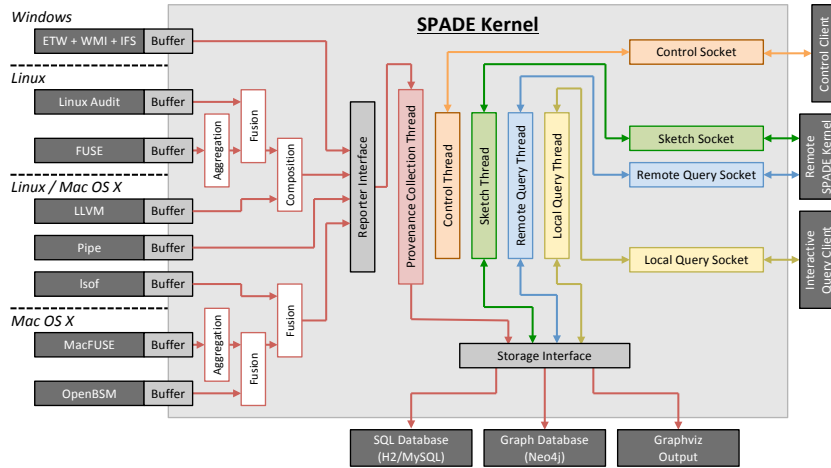 Windows
SPADE Kernel
ETW + WMI + IFS
Buffer
Control Socket
Control Client
Linux
Linux Audit
Buffer
Fusion
FUSE
Buffer
Aggregation
Composition
Reporter Interface
Provenance Collection Thread
Control Thread
Sketch Thread
Remote Query Thread
Local Query Thread
Sketch Socket
Remote Query Socket
Remote
SPADE Kernel
Linux / Mac OS X
LLVM
Buffer
Pipe
Buffer
Local Query Socket
Interactive
Query Client
lsof
Buffer
Fusion
Mac OS X
MacFUSE
Buffer
Aggregation
Fusion
Storage Interface
OpenBSM
Buffer
SQL Database
(H2/MySQL)
Graph Database
(Neo4j)
Graphviz
Output